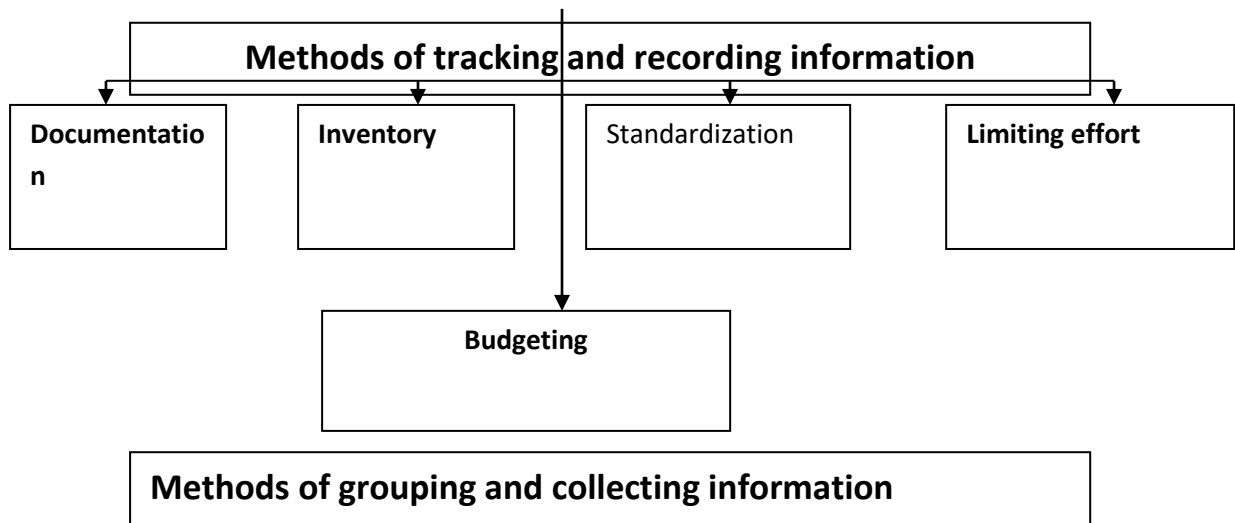 Methods of tracking and recording information
Documentatio
n
Inventory
Standardization
Limiting effort
Budgeting
Methods of grouping and collecting information